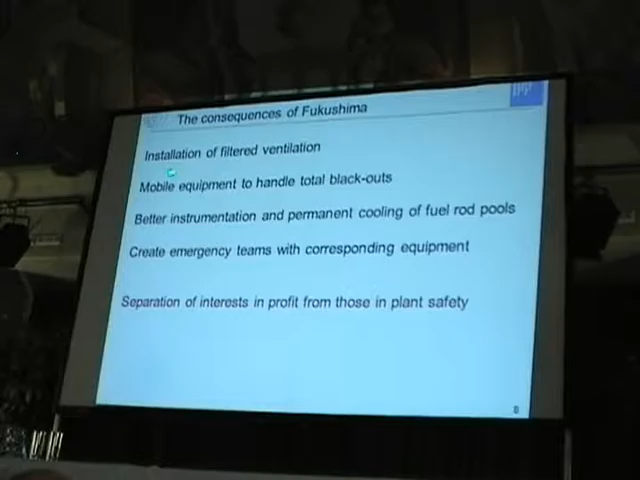 The consequences of Fukushima
Installation of filtered ventilation
Mobile equipment to handle total black-outs
Better instrumentation and permanent cooling of fuel rod pools
Create emergency teams with corresponding equipment
Separation of interests in profit from those in plant safety
8